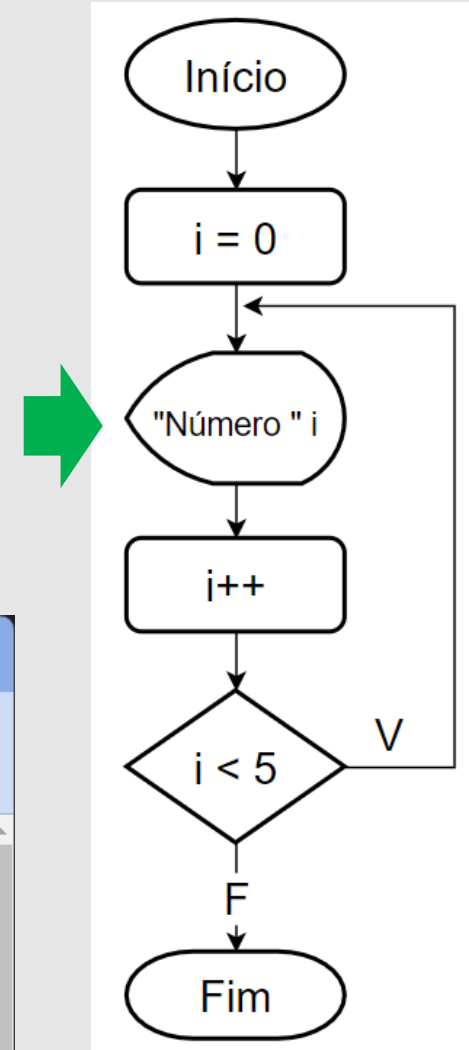 Início
i = 0
"Número " i
i++
i < 5
V
F
Fim